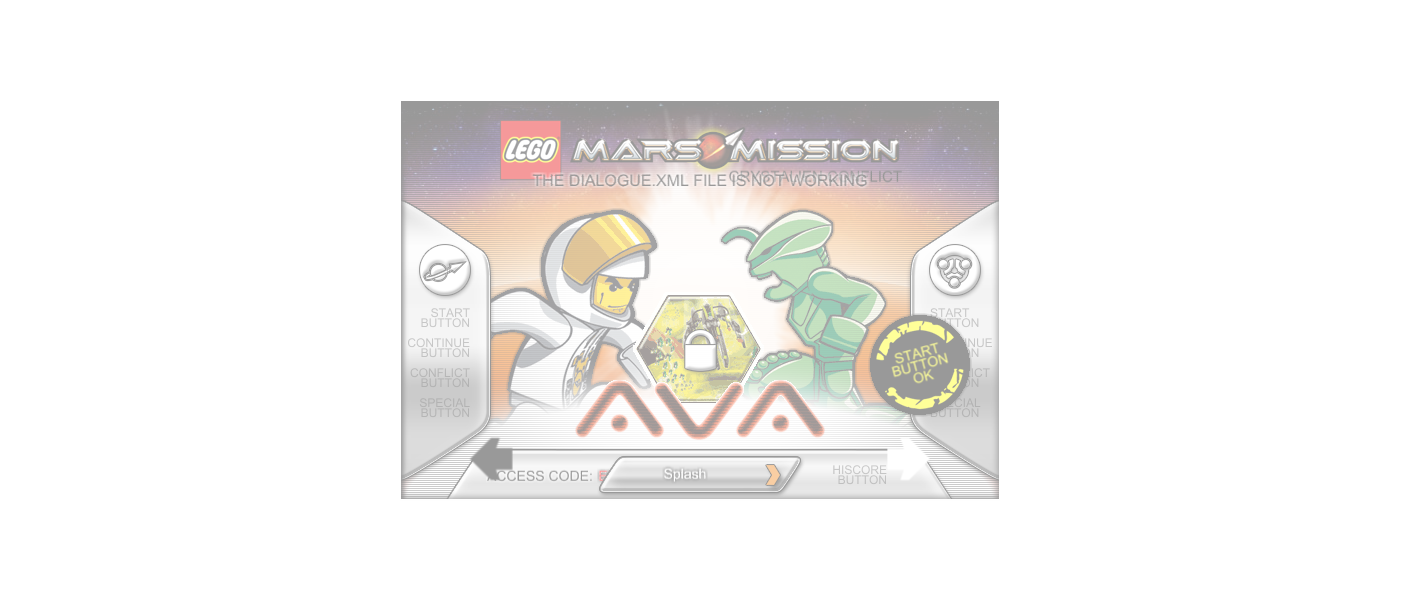 LEGO
MARS MISSION
CRYSTALIEN CONFLICT
THE DIALOGUE.XML FILE IS NOT WORKING
START
BUTTON
CONTINUE
BUTTON
CONFLICT
BUTTON
SPECIAL
BUTTON
START
BUTTON
OK
START
AVA
ACCESS CODE:
Splash
HISCORE
BUTTON